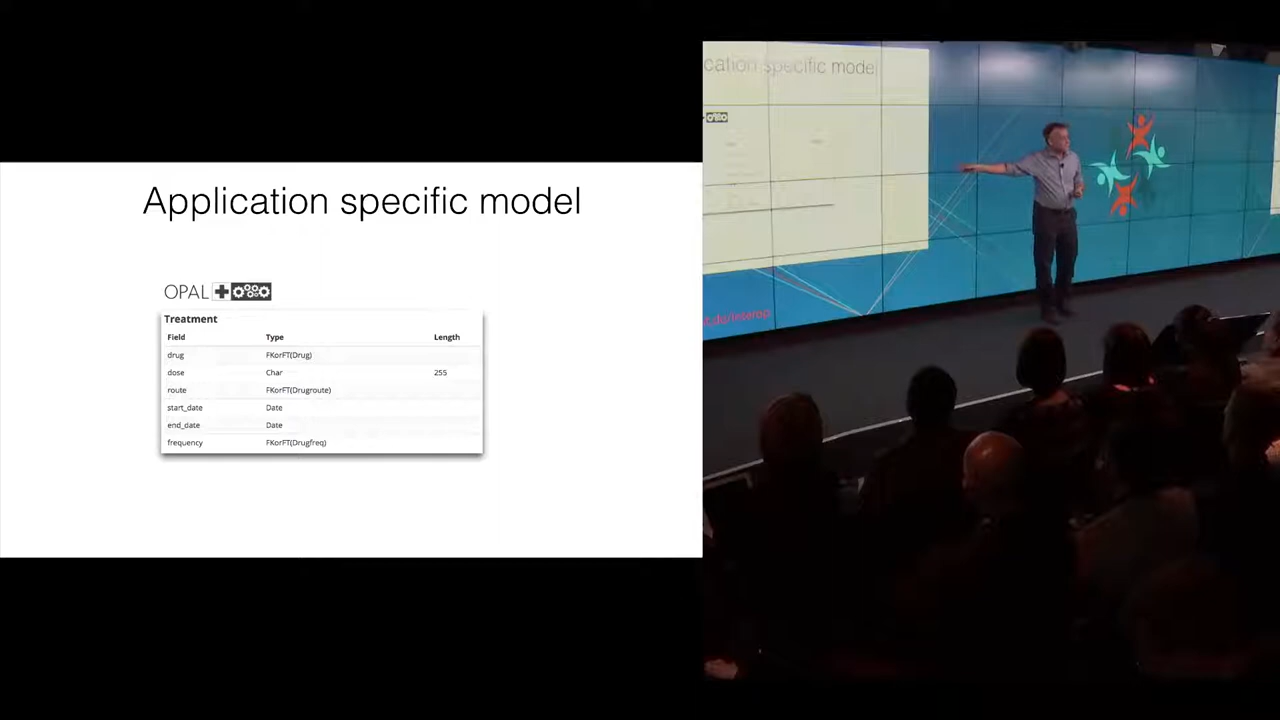 Application specific model
OPAL
Treatment
Field Type Length
drug FKorFT(Drug)
dose Char 255
route FKorFT(Drugroute)
start_date Date
end_date Date
frequency FKorFT(Drugfreq)
cation specific model